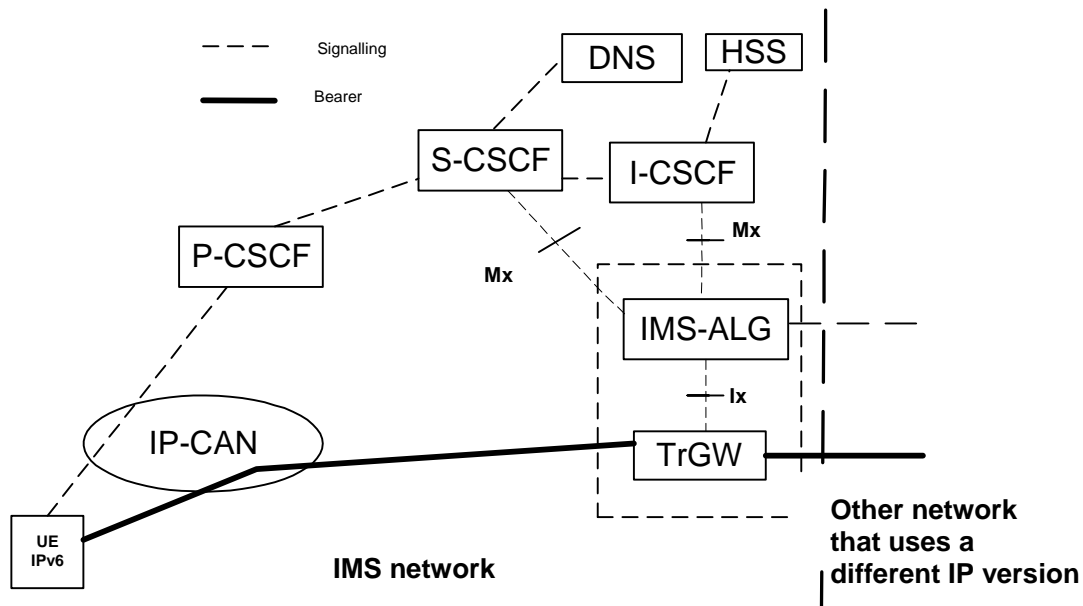 Signalling
Bearer
DNS
HSS
S-CSCF
I-CSCF
P-CSCF
Mx
Mx
IMS-ALG
Ix
IP-CAN
TrGW
UE
IPv6
IMS network
Other network
that uses a
different IP version